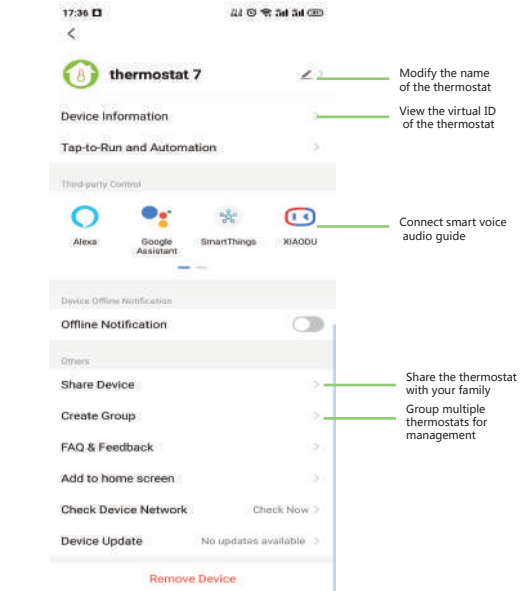 17:36
thermostat 7
Modify the name
of the thermostat
Device Information
View the virtual ID
of the thermostat
Tap-to-Run and Automation
Third-party Control
Alexa
Google
Assistant
SmartThings
XIAODU
Connect smart voice
audio guide
Device Offline Notification
Offline Notification
Others
Share Device
Share the thermostat
with your family
Create Group
Group multiple
thermostats for
management
FAQ & Feedback
Add to home screen
Check Device Network Check Now
Device Update No updates available
Remove Device